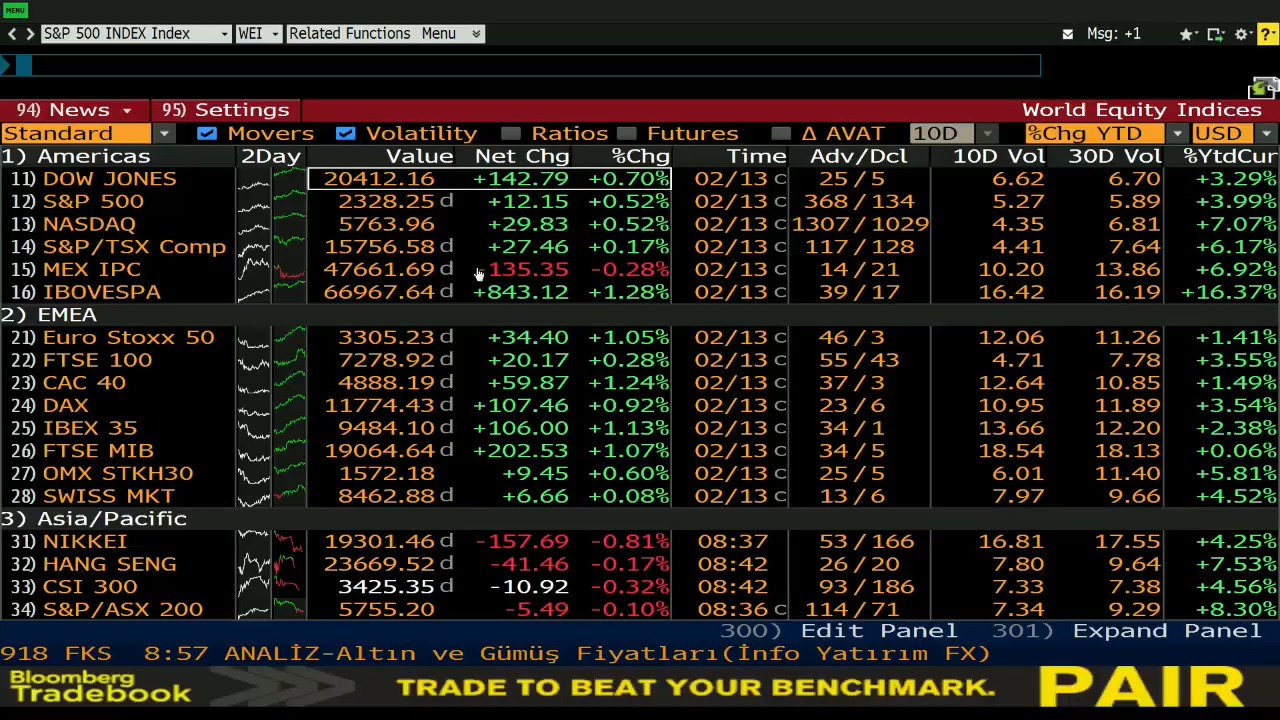 MENU
S&P 500 INDEX Index WEI Related Functions Menu Msg: +1 ?
94) News 95) Settings World Equity Indices
Standard Movers Volatility Ratios Futures Δ AVAT 10D %Chg YTD USD
1) Americas 2Day Value Net Chg %Chg Time Adv/Dcl 10D Vol 30D Vol %YtdCur
11) DOW JONES 20412.16 +142.79 +0.70% 02/13 c 25 / 5 6.62 6.70 +3.29%
12) S&P 500 2328.25 d +12.15 +0.52% 02/13 c 368 / 134 5.27 5.89 +3.99%
13) NASDAQ 5763.96 +29.83 +0.52% 02/13 c 1307 / 1029 4.35 6.81 +7.07%
14) S&P/TSX Comp 15756.58 d +27.46 +0.17% 02/13 c 117 / 128 4.41 7.64 +6.17%
15) MEX IPC 47661.69 d -135.35 -0.28% 02/13 c 14 / 21 10.20 13.86 +6.92%
16) IBOVESPA 66967.64 d +843.12 +1.28% 02/13 c 39 / 17 16.42 16.19 +16.37%
2) EMEA
21) Euro Stoxx 50 3305.23 d +34.40 +1.05% 02/13 c 46 / 3 12.06 11.26 +1.41%
22) FTSE 100 7278.92 d +20.17 +0.28% 02/13 c 55 / 43 4.71 7.78 +3.55%
23) CAC 40 4888.19 d +59.87 +1.24% 02/13 c 37 / 3 12.64 10.85 +1.49%
24) DAX 11774.43 d +107.46 +0.92% 02/13 c 23 / 6 10.95 11.89 +3.54%
25) IBEX 35 9484.10 d +106.00 +1.13% 02/13 c 34 / 1 13.66 12.20 +2.38%
26) FTSE MIB 19064.64 d +202.53 +1.07% 02/13 c 34 / 5 18.54 18.13 +0.06%
27) OMX STKH30 1572.18 +9.45 +0.60% 02/13 c 25 / 5 6.01 11.40 +5.81%
28) SWISS MKT 8462.88 d +6.66 +0.08% 02/13 c 13 / 6 7.97 9.66 +4.52%
3) Asia/Pacific
31) NIKKEI 19301.46 d -157.69 -0.81% 08:37 53 / 166 16.81 17.55 +4.25%
32) HANG SENG 23669.52 d -41.46 -0.17% 08:42 26 / 20 7.80 9.64 +7.53%
33) CSI 300 3425.35 d -10.92 -0.32% 08:42 93 / 186 7.33 7.38 +4.56%
34) S&P/ASX 200 5755.20 -5.49 -0.10% 08:36 c 114 / 71 7.34 9.29 +8.30%
300) Edit Panel 301) Expand Panel
918 FKS 8:57 ANALİZ-Altın ve Gümüş Fiyatları(İnfo Yatırım FX)
Bloomberg
Tradebook
TRADE TO BEAT YOUR BENCHMARK.
PAIR